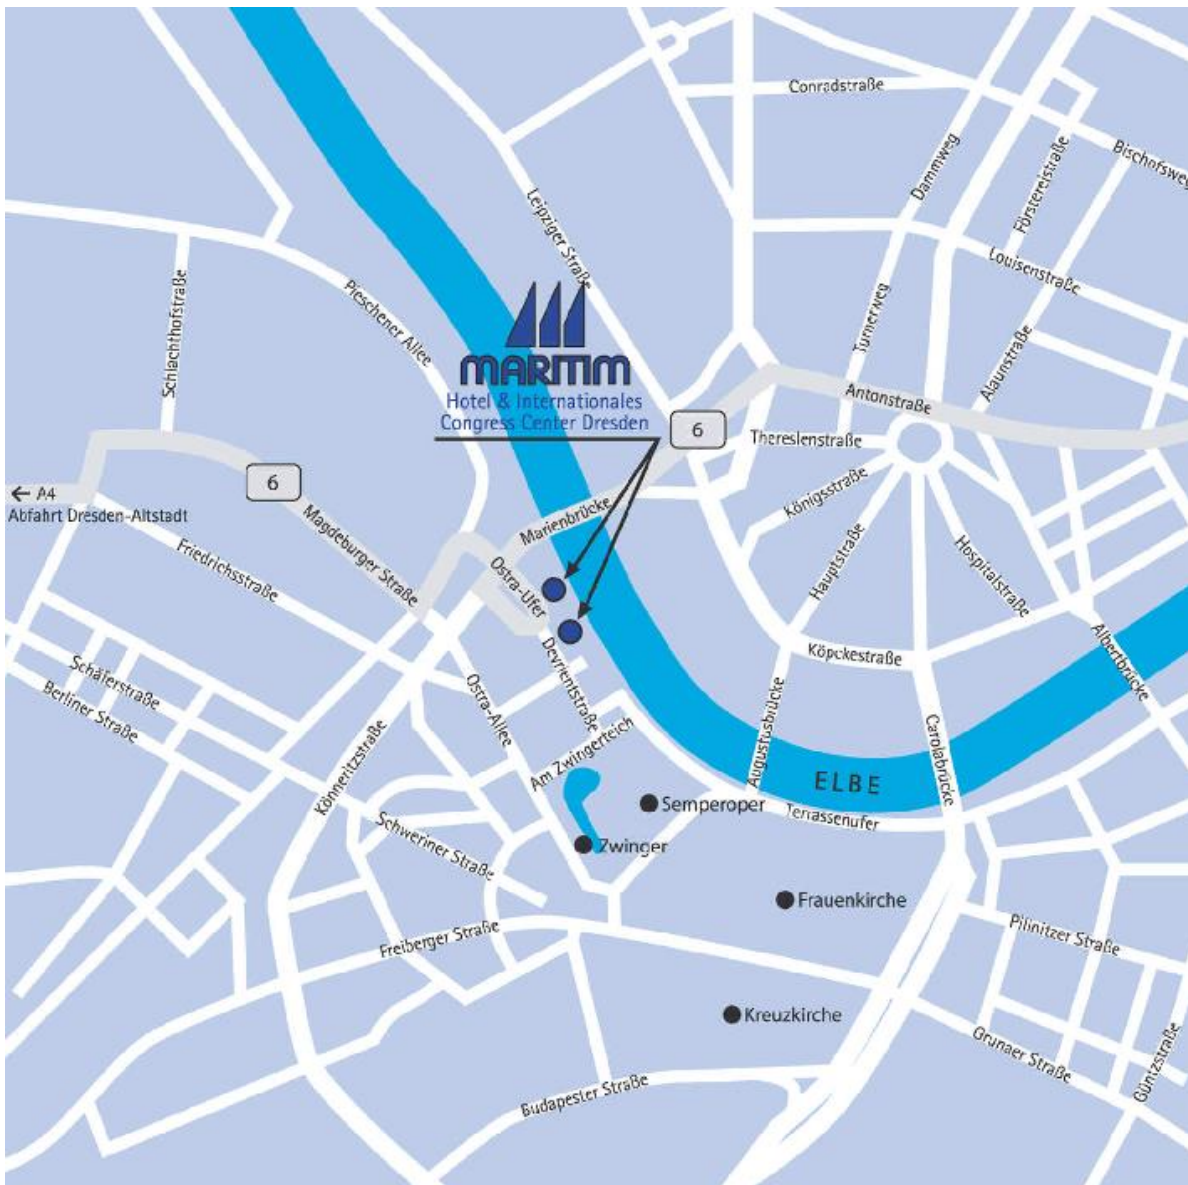 Conradstraße
Bischofsweg
Dammweg
Förstereistraße
Leipziger Straße
Louisenstraße
Schlachthofstraße
Pieschener Allee
Turnerweg
Alaunstraße
MARITIM
Hotel & Internationales
Congress Center Dresden
6
Antonstraße
Thereslenstraße
6
← A4
Abfahrt Dresden-Altstadt
Königsstraße
Marienbrücke
Magdeburger Straße
Friedrichsstraße
Hauptstraße
Hospitalstraße
Ostra-Ufer
Devrientstraße
Köpckestraße
Albertbrücke
Schäferstraße
Berliner Straße
Ostra-Allee
Augustusbrücke
Carolabrücke
Könneritzstraße
Am Zwingerteich
ELBE
Semperoper
Terrassenufer
Schweriner Straße
Zwinger
Frauenkirche
Freiberger Straße
Pillnitzer Straße
Kreuzkirche
Grunaer Straße
Güntzstraße
Budapester Straße